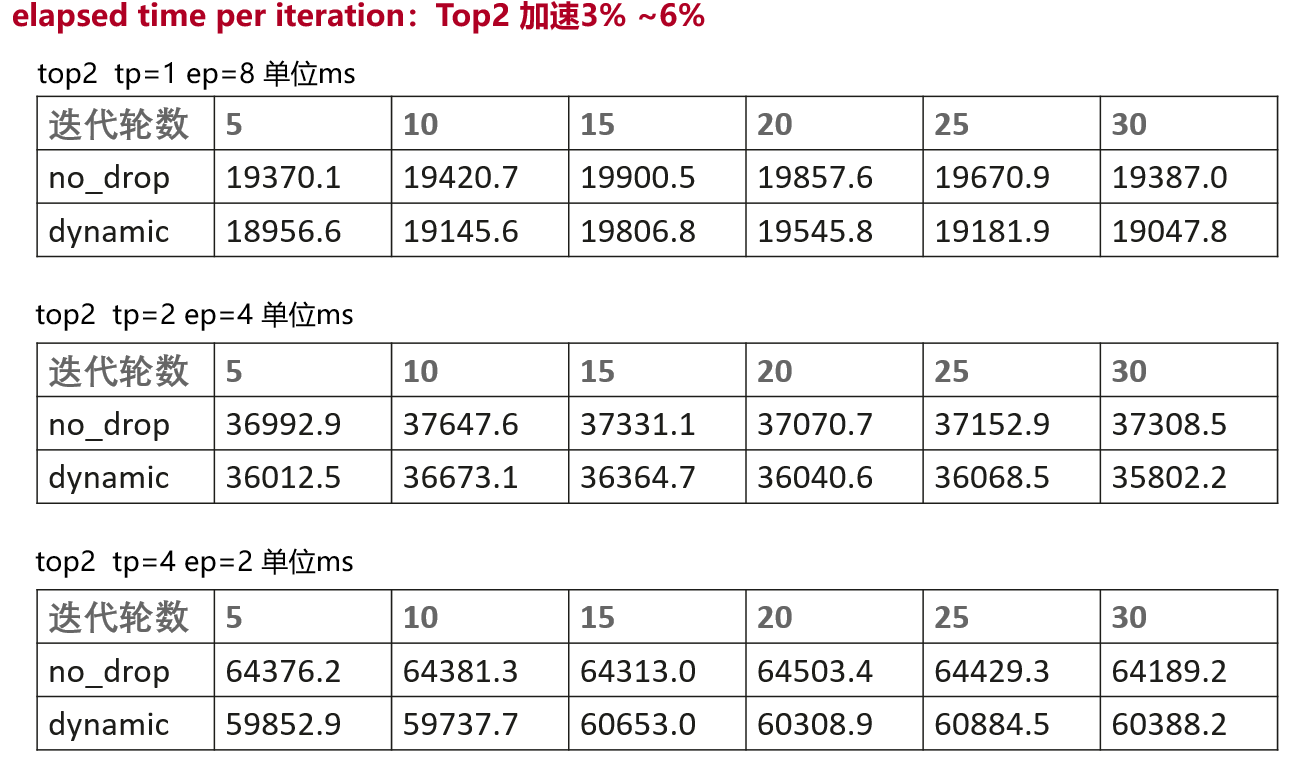 elapsed time per iteration：Top2 加速3% ~6%
top2 tp=1 ep=8 单位ms
迭代轮数 5 10 15 20 25 30
no_drop 19370.1 19420.7 19900.5 19857.6 19670.9 19387.0
dynamic 18956.6 19145.6 19806.8 19545.8 19181.9 19047.8
top2 tp=2 ep=4 单位ms
迭代轮数 5 10 15 20 25 30
no_drop 36992.9 37647.6 37331.1 37070.7 37152.9 37308.5
dynamic 36012.5 36673.1 36364.7 36040.6 36068.5 35802.2
top2 tp=4 ep=2 单位ms
迭代轮数 5 10 15 20 25 30
no_drop 64376.2 64381.3 64313.0 64503.4 64429.3 64189.2
dynamic 59852.9 59737.7 60653.0 60308.9 60884.5 60388.2